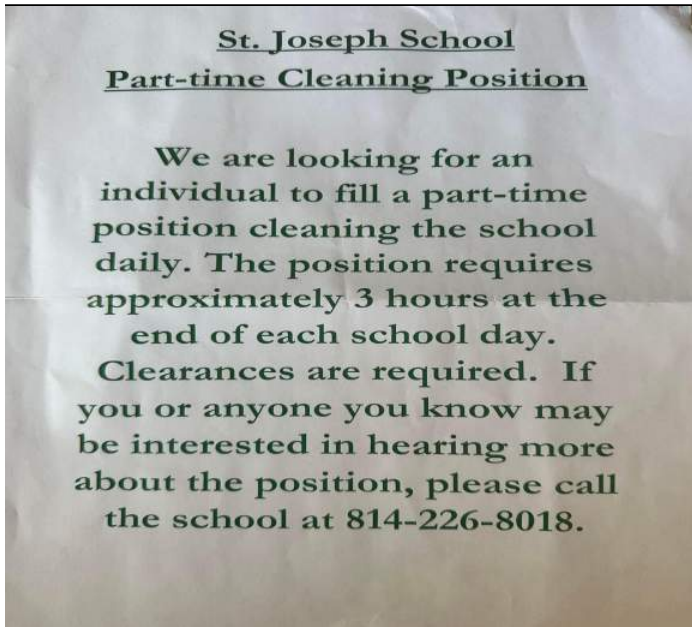 St. Joseph School
Part-time Cleaning Position
We are looking for an
individual to fill a part-time
position cleaning the school
daily. The position requires
approximately 3 hours at the
end of each school day.
Clearances are required.  If
you or anyone you know may
be interested in hearing more
about the position, please call
the school at 814-226-8018.